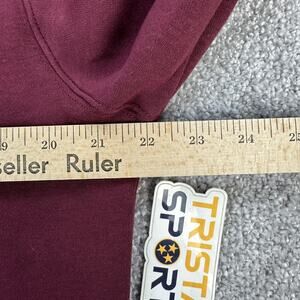 19 20 21 22 23 24 25
seller Ruler
TRISTA
SPORT